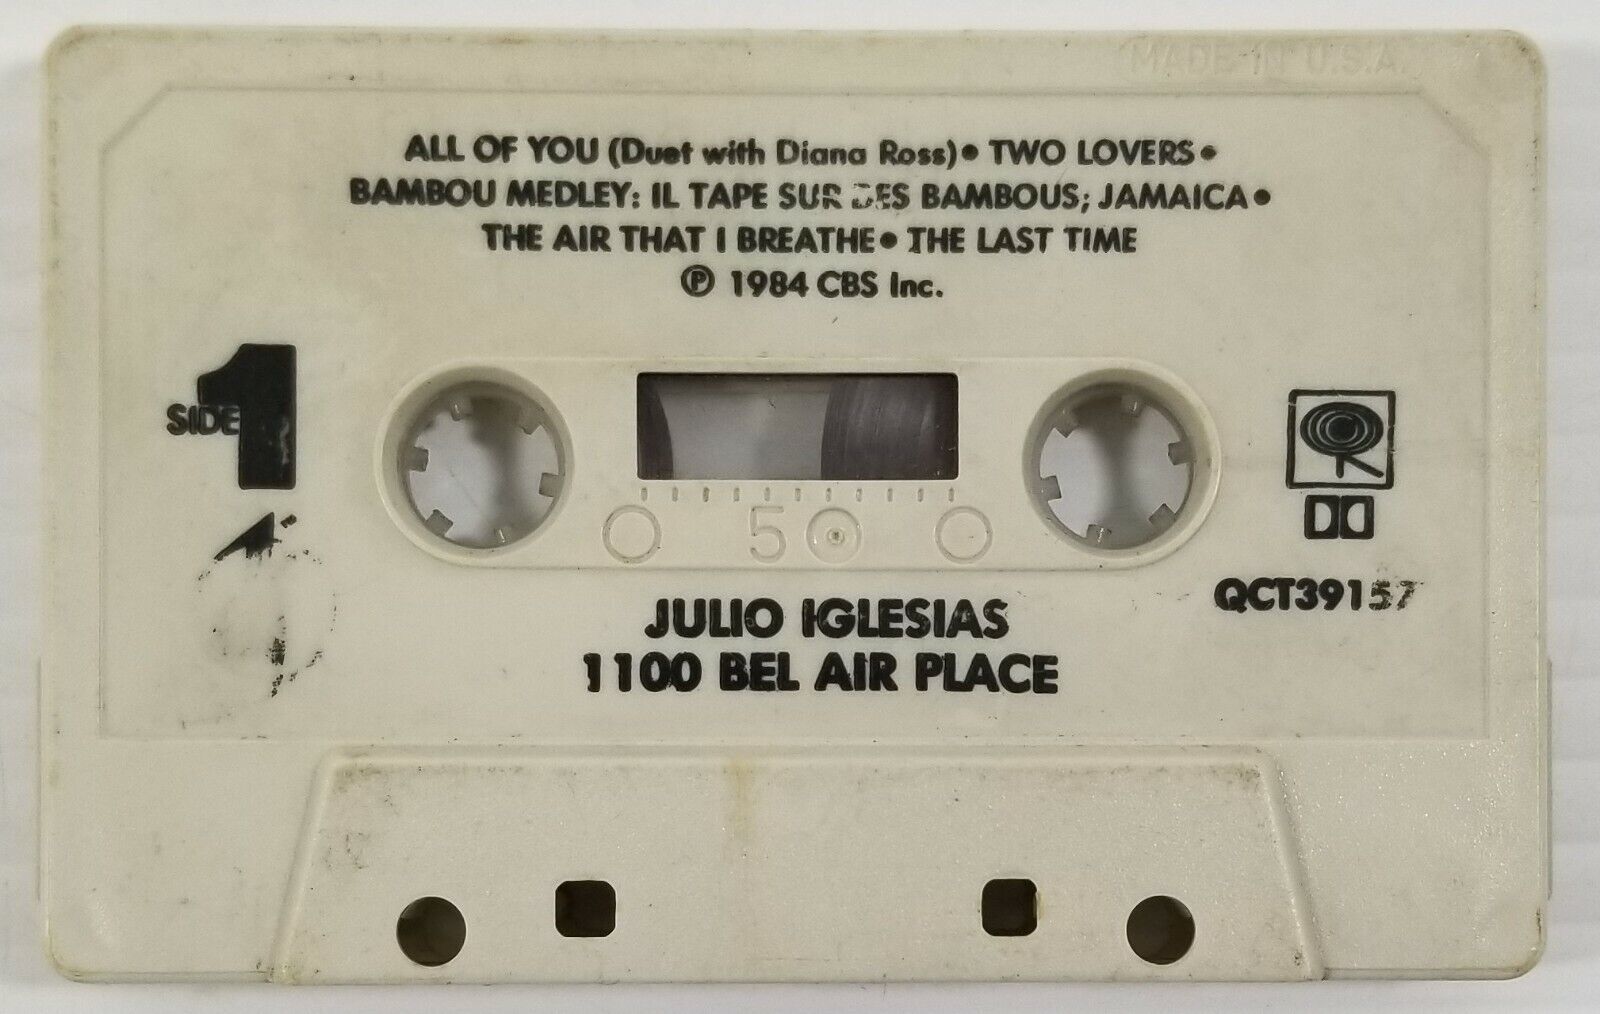 MADE IN U.S.A.
ALL OF YOU (Duet with Diana Ross)• TWO LOVERS•
BAMBOU MEDLEY: IL TAPE SUR DES BAMBOUS; JAMAICA•
THE AIR THAT I BREATHE• THE LAST TIME
℗ 1984 CBS Inc.
SIDE 1
5
QCT39157
JULIO IGLESIAS
1100 BEL AIR PLACE